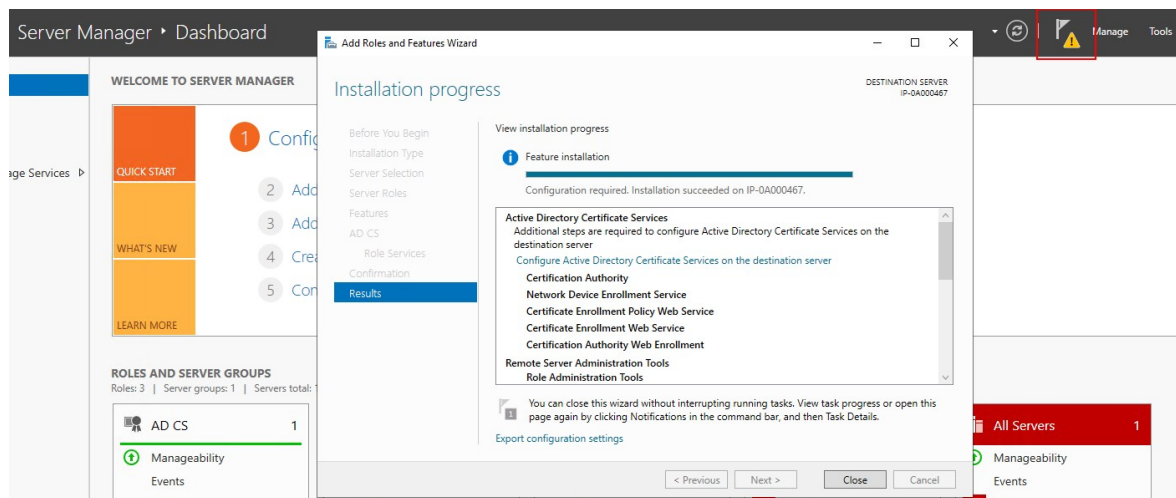 Server Manager • Dashboard
Manage Tools
Add Roles and Features Wizard
WELCOME TO SERVER MANAGER
Installation progress
DESTINATION SERVER
IP-0A000467
Before You Begin
Installation Type
Server Selection
Server Roles
Features
AD CS
Role Services
Confirmation
Results
View installation progress
Feature installation
Configuration required. Installation succeeded on IP-0A000467.
Active Directory Certificate Services
Additional steps are required to configure Active Directory Certificate Services on the
destination server
Configure Active Directory Certificate Services on the destination server
Certification Authority
Network Device Enrollment Service
Certificate Enrollment Policy Web Service
Certificate Enrollment Web Service
Certification Authority Web Enrollment
Remote Server Administration Tools
Role Administration Tools
1
You can close this wizard without interrupting running tasks. View task progress or open this
page again by clicking Notifications in the command bar, and then Task Details.
Export configuration settings
< Previous
Next >
Close
Cancel
age Services
QUICK START
WHAT'S NEW
LEARN MORE
1 Config
2 Add
3 Add
4 Crea
5 Con
ROLES AND SERVER GROUPS
Roles: 3 | Server groups: 1 | Servers total:
AD CS 1
Manageability
Events
All Servers 1
Manageability
Events